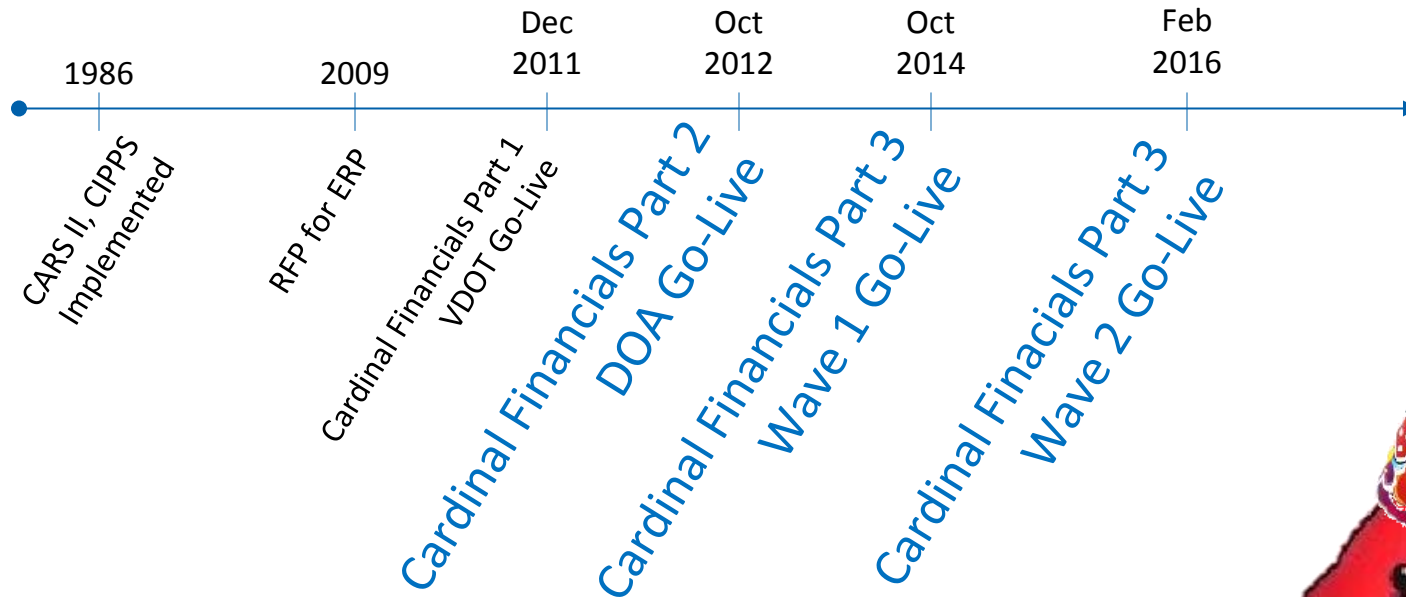 1986
2009
Dec
2011
Oct
2012
Oct
2014
Feb
2016
CARS II, CIPPS
Implemented
RFP for ERP
Cardinal Financials Part 1
VDOT Go-Live
Cardinal Financials Part 2
DOA Go-Live
Cardinal Financials Part 3
Wave 1 Go-Live
Cardinal Finacials Part 3
Wave 2 Go-Live